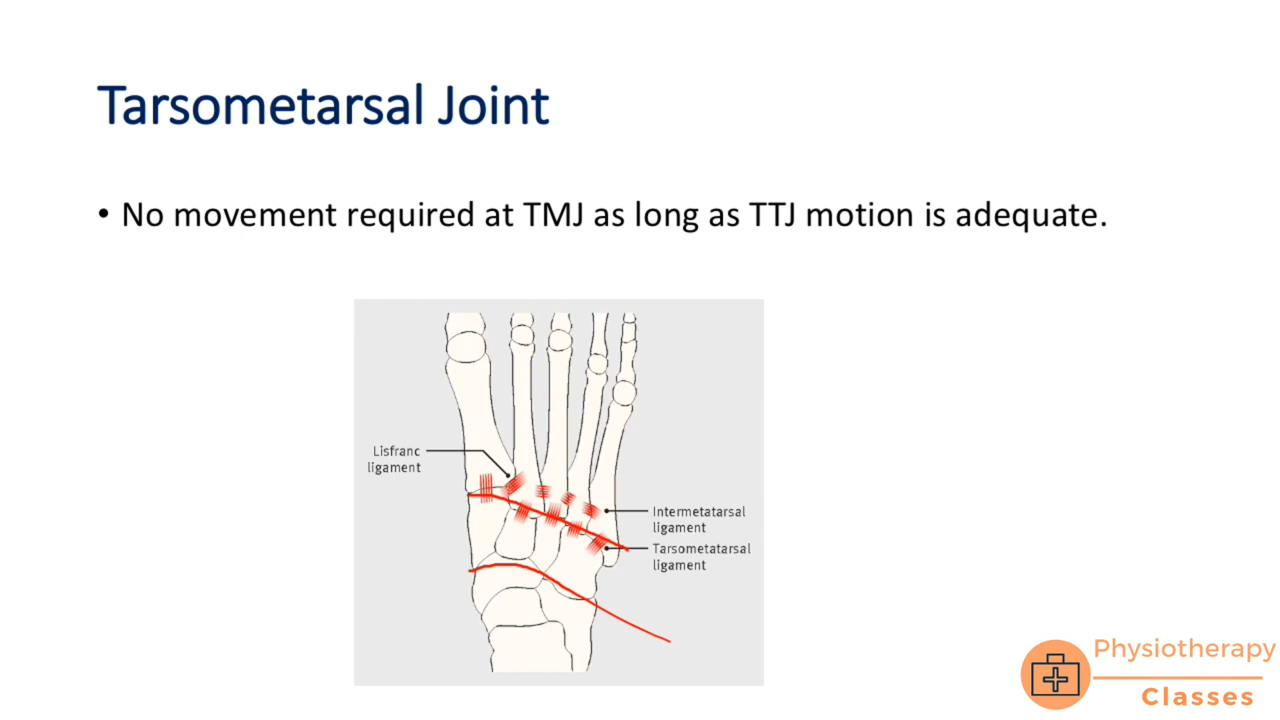 Tarsometarsal Joint
• No movement required at TMJ as long as TTJ motion is adequate.
Lisfranc
ligament
Intermetatarsal
ligament
Tarsometatarsal
ligament
Physiotherapy
Classes